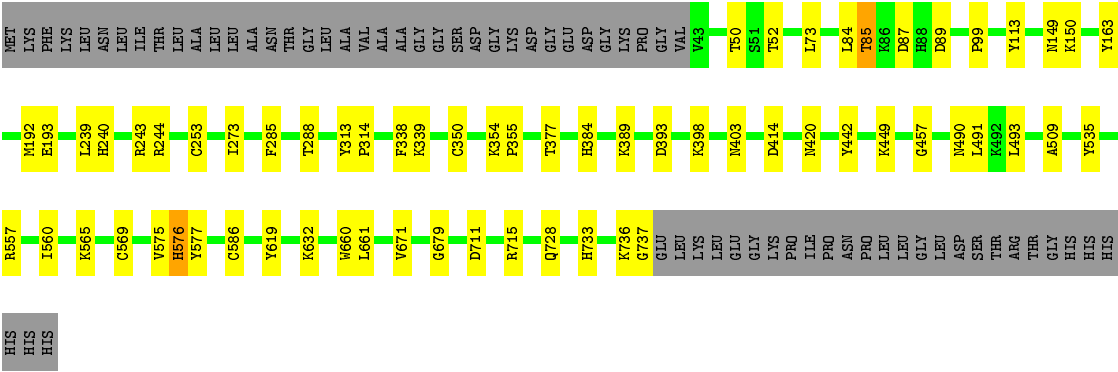 MET LYS PHE LYS LEU ASN LEU ILE THR LEU ALA LEU LEU ALA ASN THR GLY LEU ALA VAL ALA ALA GLY GLY SER ASP GLY LYS ASP GLY GLU ASP GLY LYS PRO GLY VAL V43 T50 S51 T52 L73 L84 T85 K86 D87 H88 D89 P99 Y113 N149 K150 Y163
M192 E193 L239 H240 R243 R244 C253 I273 F285 T288 Y313 P314 F338 K339 C350 K354 P355 T377 H384 K389 D393 K398 N403 D414 N420 Y442 K449 G457 N490 L491 K492 L493 A509 Y535
R557 I560 K565 C569 V575 H576 Y577 C586 Y619 K632 W660 L661 V671 G679 D711 R715 Q728 H733 K736 G737 GLU LEU LYS LEU GLU GLY LYS PRO ILE PRO ASN PRO LEU LEU GLY LEU ASP SER THR ARG THR GLY HIS HIS HIS
HIS HIS HIS